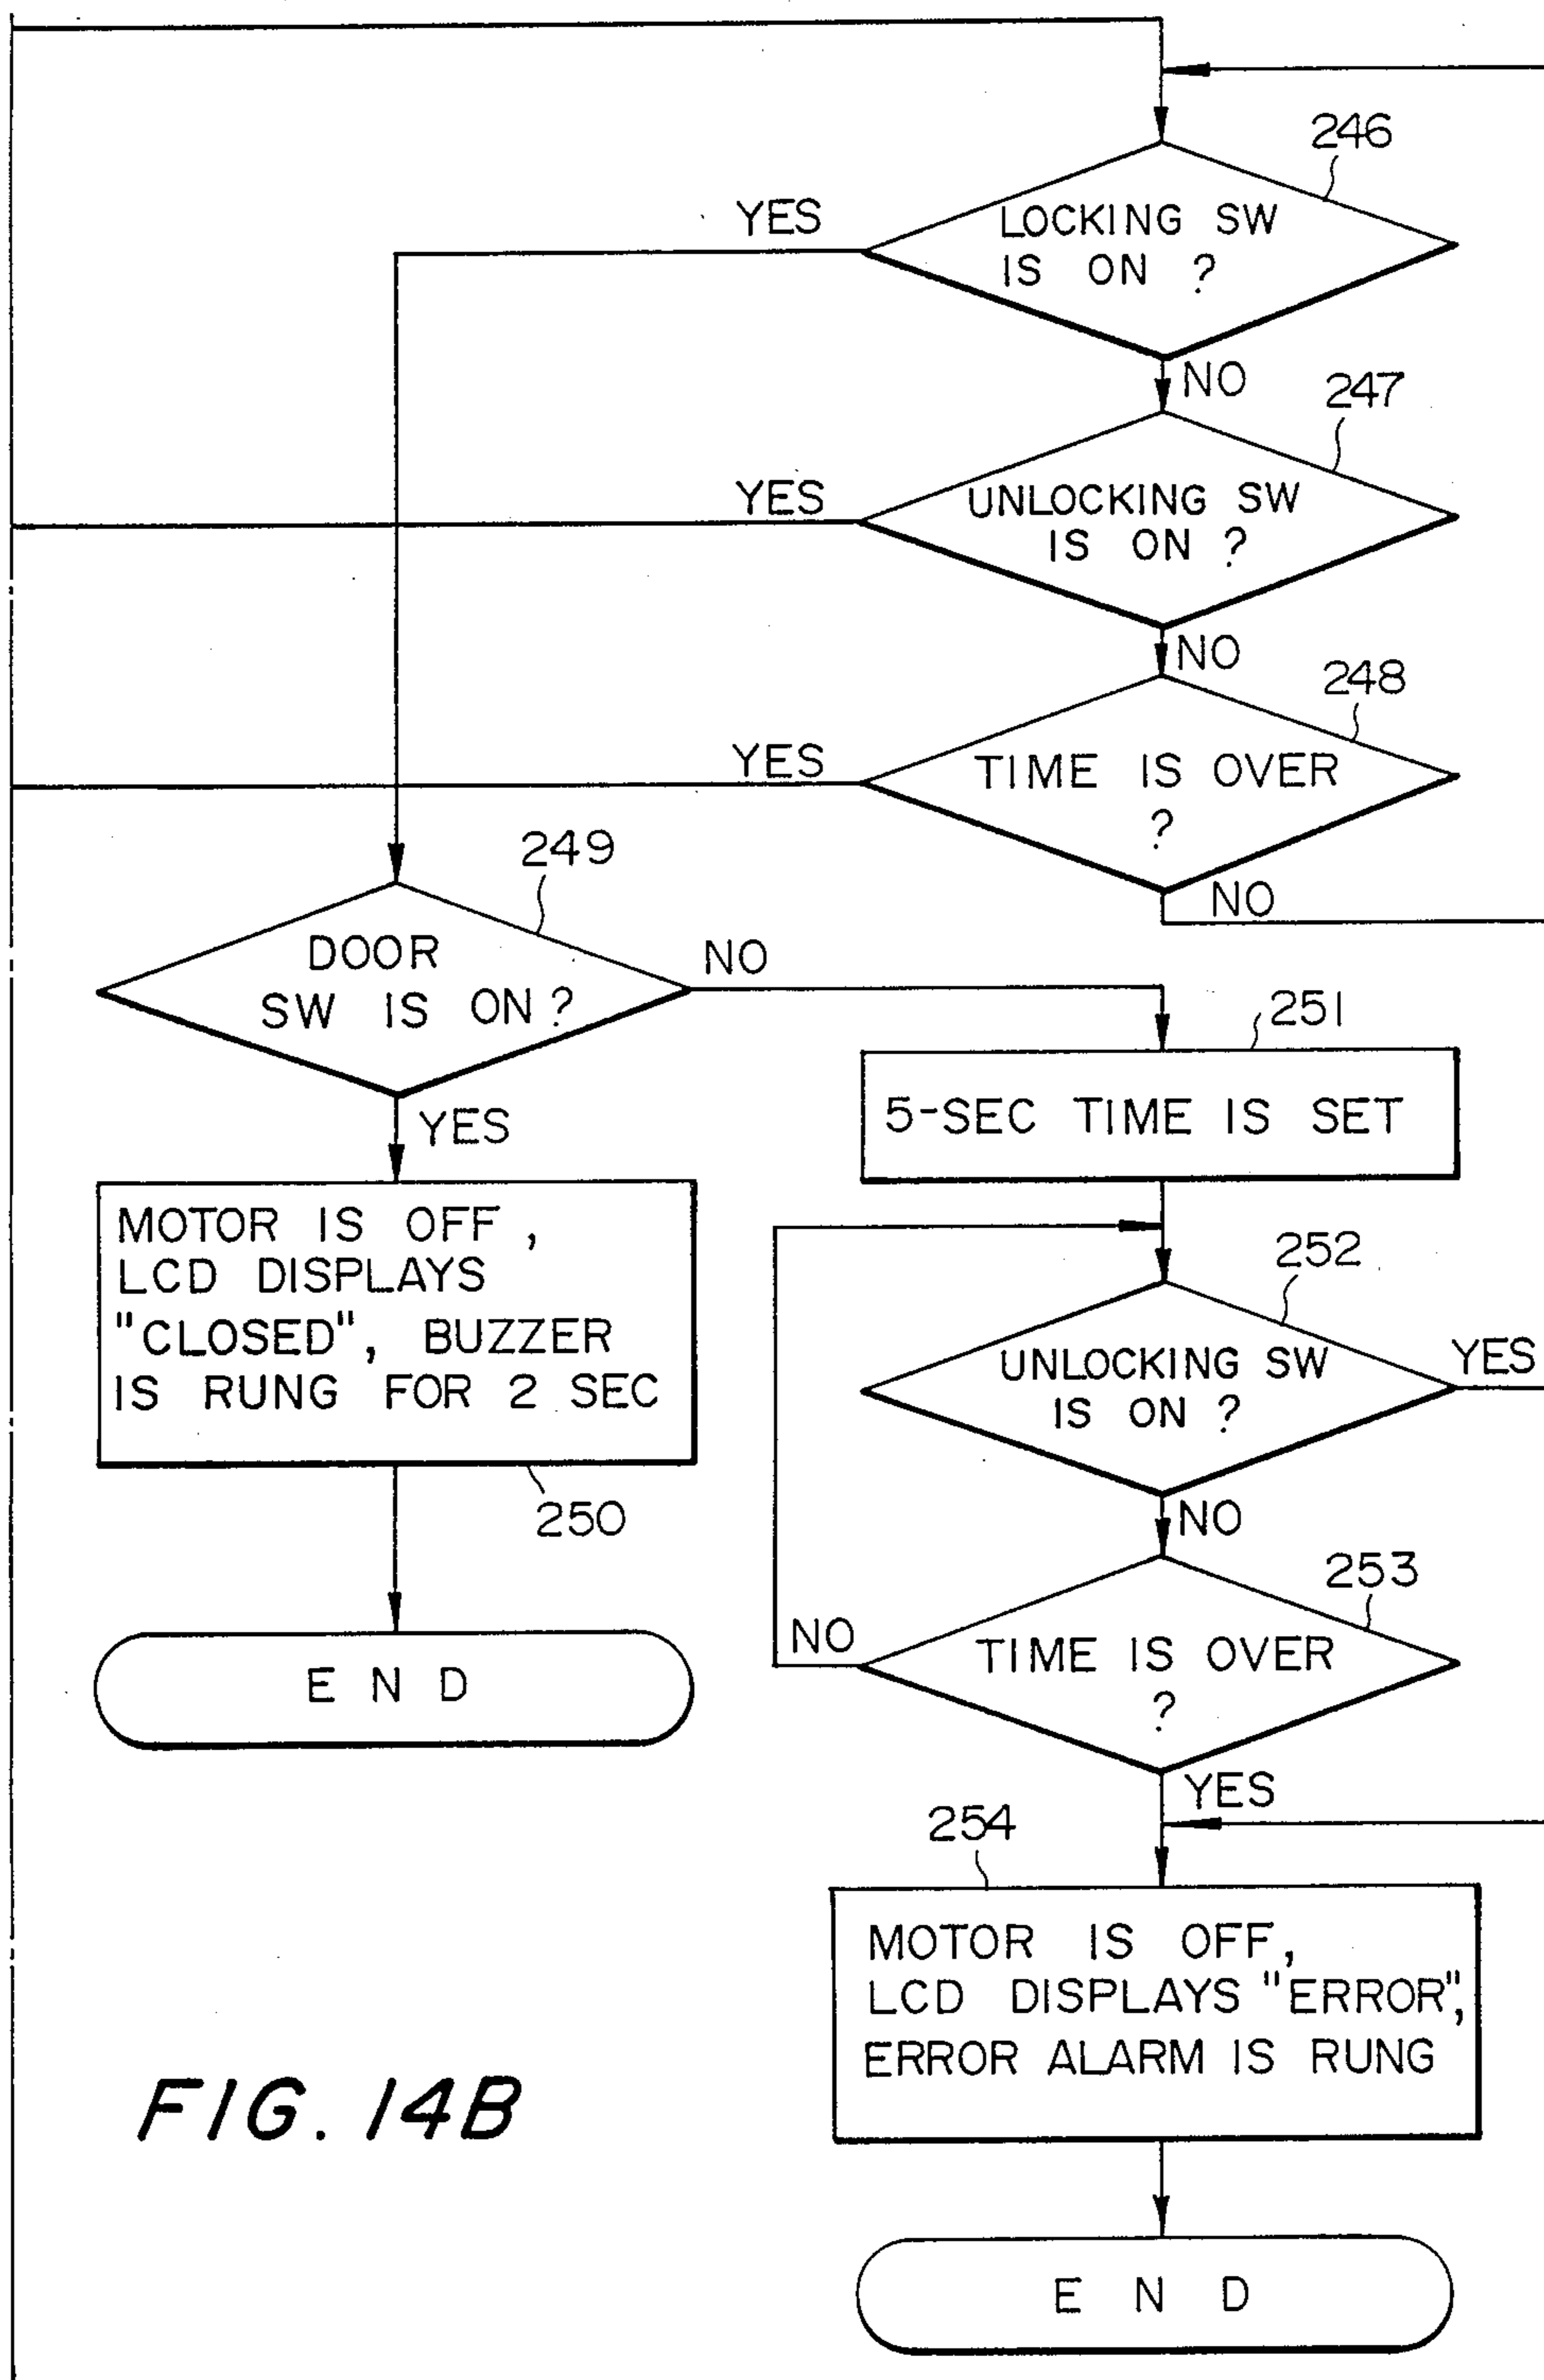 246
YES
LOCKING SW
IS ON ?
NO
247
YES
UNLOCKING SW
IS ON ?
NO
248
YES
TIME IS OVER
?
NO
249
DOOR
SW IS ON ?
NO
YES
251
5-SEC TIME IS SET
MOTOR IS OFF ,
LCD DISPLAYS
"CLOSED", BUZZER
IS RUNG FOR 2 SEC
250
END
252
UNLOCKING SW
IS ON ?
YES
NO
253
NO
TIME IS OVER
?
YES
254
MOTOR IS OFF,
LCD DISPLAYS "ERROR",
ERROR ALARM IS RUNG
END
FIG. 14B